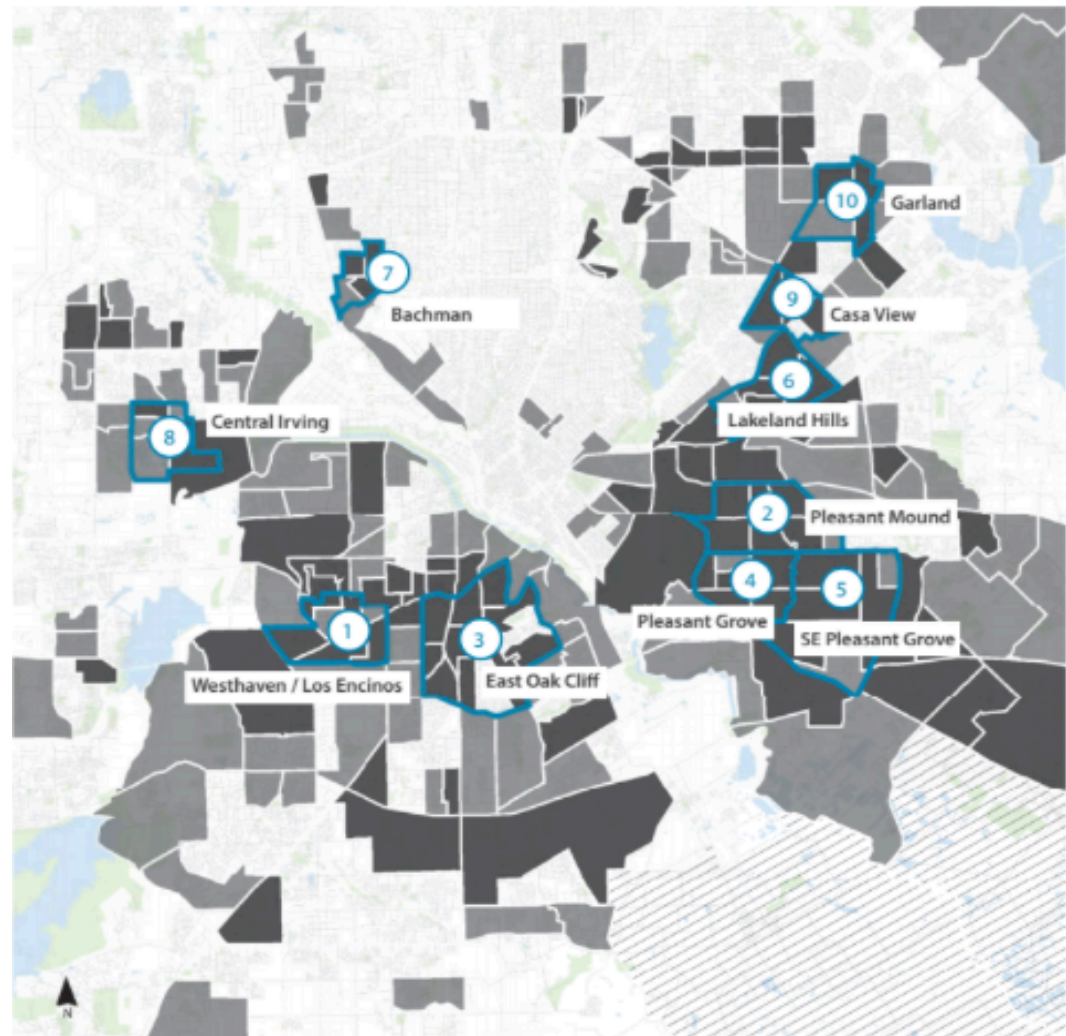 10
Garland
7
Bachman
9
Casa View
6
Lakeland Hills
Central Irving
8
2
Pleasant Mound
4
5
Pleasant Grove
SE Pleasant Grove
1
3
Westhaven / Los Encinos
East Oak Cliff
N